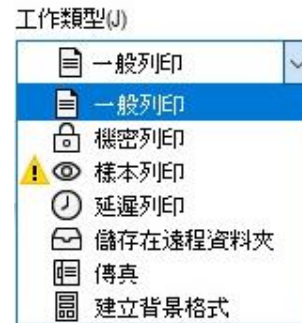 工作類型(J)
一般列印
一般列印
機密列印
樣本列印
延遲列印
儲存在遠程資料夾
傳真
建立背景格式